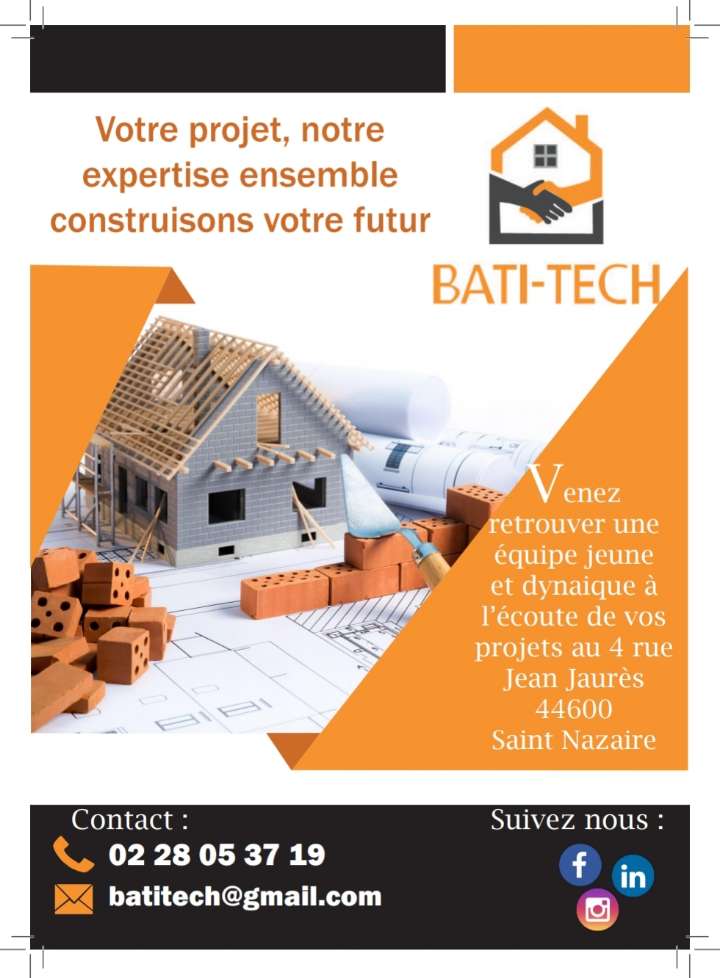 Votre projet, notre
expertise ensemble
construisons votre futur
BATI-TECH
Venez
retrouver une
équipe jeune
et dynaique à
l'écoute de vos
projets au 4 rue
Jean Jaurès
44600
Saint Nazaire
Contact :
02 28 05 37 19
batitech@gmail.com
Suivez nous :
f
in